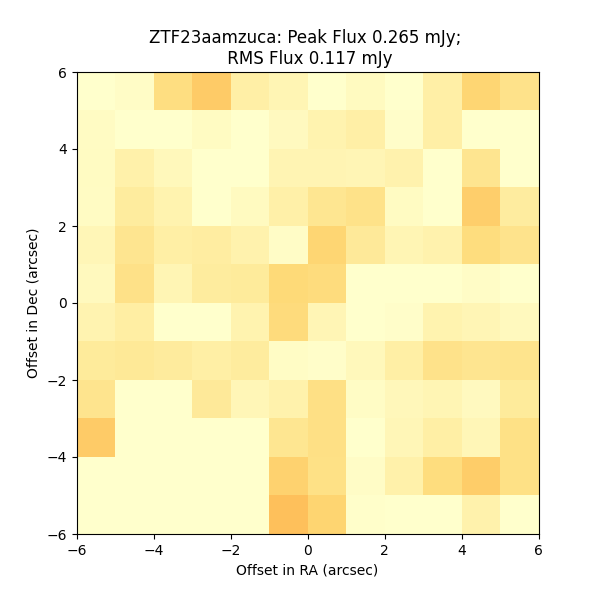 ZTF23aamzuca: Peak Flux 0.265 mJy;
RMS Flux 0.117 mJy
6
4
2
0
−2
−4
−6
Offset in Dec (arcsec)
−6 −4 −2 0 2 4 6
Offset in RA (arcsec)